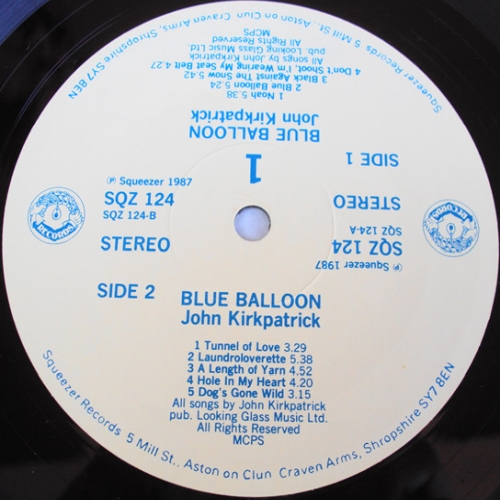 Squeezer Records 5 Mill St., Aston on Clun Craven Arms, Shropshire SY7 8EN
MCPS
All Rights Reserved
pub. Looking Glass Music Ltd.
All songs by John Kirkpatrick
4 Don't Shoot, I'm Wearing My Seat Belt 4.27
3 Black Against The Snow 5.42
2 Blue Balloon 5.24
1 Noah 5.38
John Kirkpatrick
BLUE BALLOON
1
SIDE 1
STEREO
SQZ 124-A
SQZ 124
℗ Squeezer 1987
℗ Squeezer 1987
SQZ 124
SQZ 124-B
STEREO
SIDE 2
BLUE BALLOON
John Kirkpatrick
1 Tunnel of Love 3.29
2 Laundroloverette 5.38
3 A Length of Yarn 4.52
4 Hole In My Heart 4.20
5 Dog's Gone Wild 3.15
All songs by John Kirkpatrick
pub. Looking Glass Music Ltd.
All Rights Reserved
MCPS
Squeezer Records 5 Mill St., Aston on Clun Craven Arms, Shropshire SY7 8EN
SQUEEZER
RECORDS
SQUEEZER
RECORDS